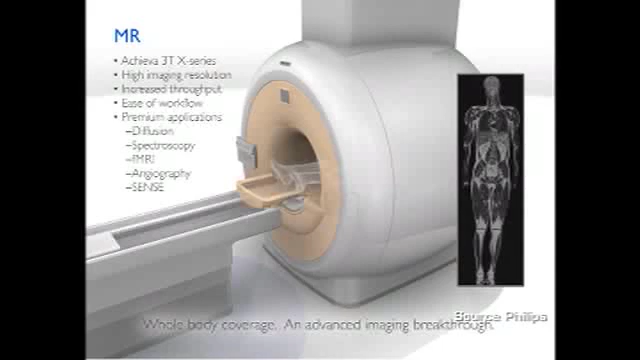 MR
• Achieva 3T X-series
• High imaging resolution
• Increased throughput
• Ease of workflow
• Premium applications
–Diffusion
–Spectroscopy
–fMRI
–Angiography
–SENSE
Source Philips
Whole body coverage. An advanced imaging breakthrough.